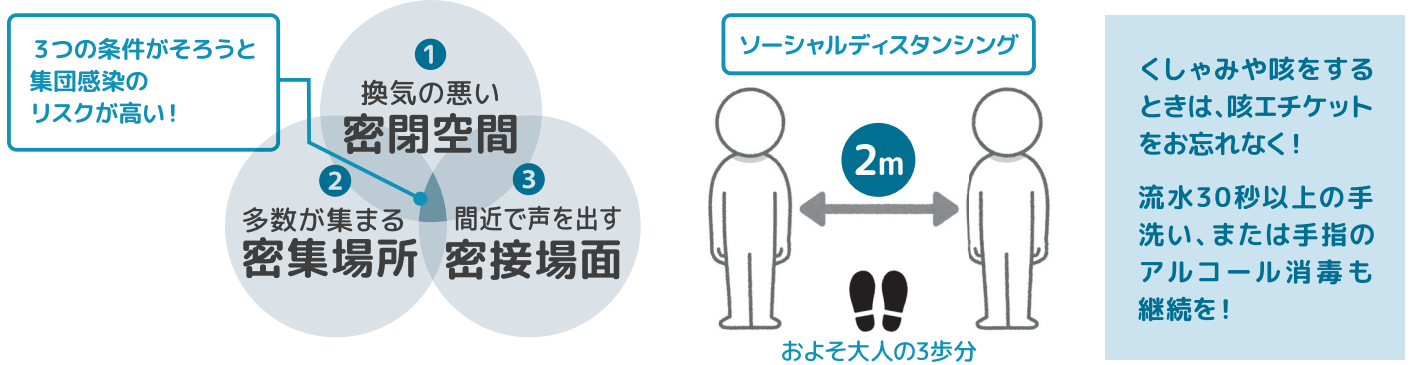 3つの条件がそろうと
集団感染の
リスクが高い！
1
換気の悪い
密閉空間
2
多数が集まる
密集場所
3
間近で声を出す
密接場面
ソーシャルディスタンシング
2m
およそ大人の3歩分
くしゃみや咳をする
ときは、咳エチケット
をお忘れなく！
流水30秒以上の手
洗い、または手指の
アルコール消毒も
継続を！